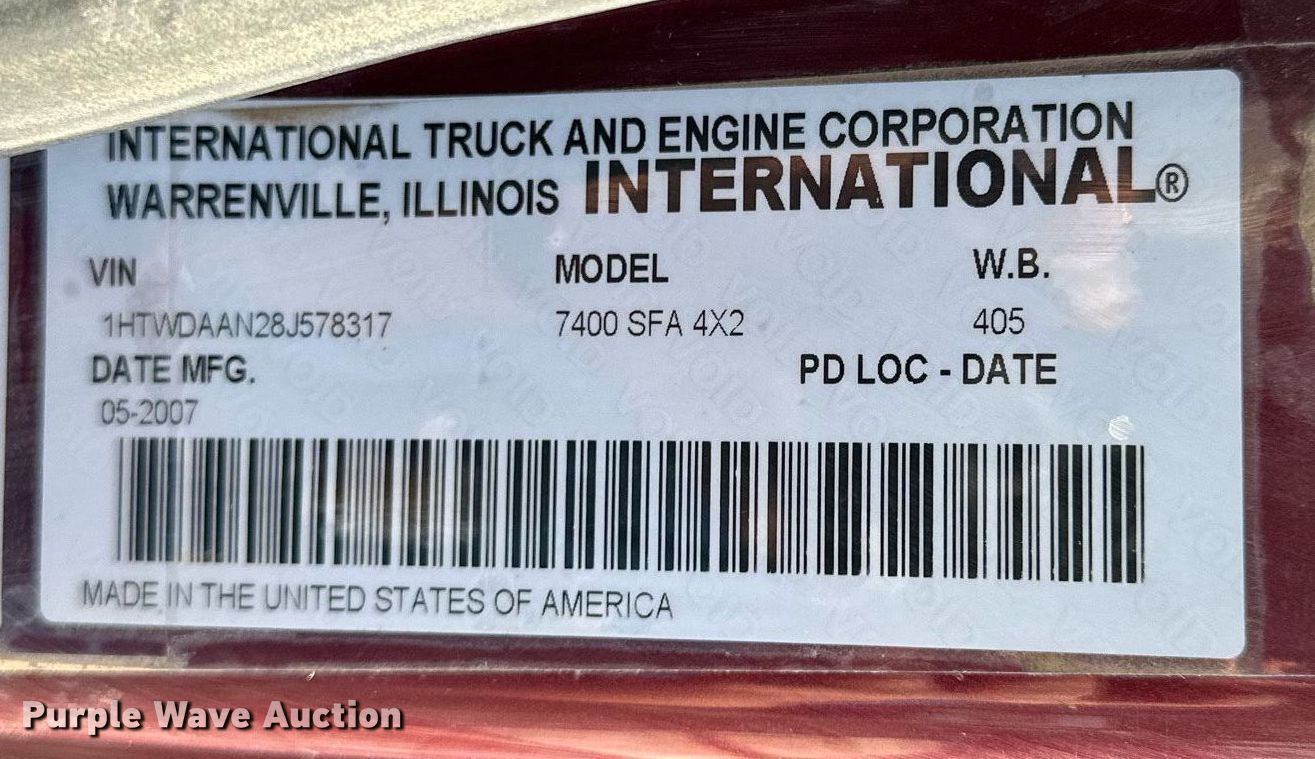 INTERNATIONAL TRUCK AND ENGINE CORPORATION
WARRENVILLE, ILLINOIS INTERNATIONAL®
VIN MODEL W.B.
1HTWDAAN28J578317 7400 SFA 4X2 405
DATE MFG. PD LOC - DATE
05-2007
MADE IN THE UNITED STATES OF AMERICA
Purple Wave Auction